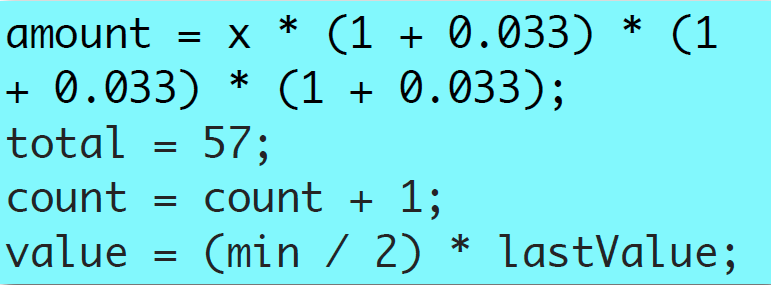 amount = x * (1 + 0.033) * (1
+ 0.033) * (1 + 0.033);
total = 57;
count = count + 1;
value = (min / 2) * lastValue;